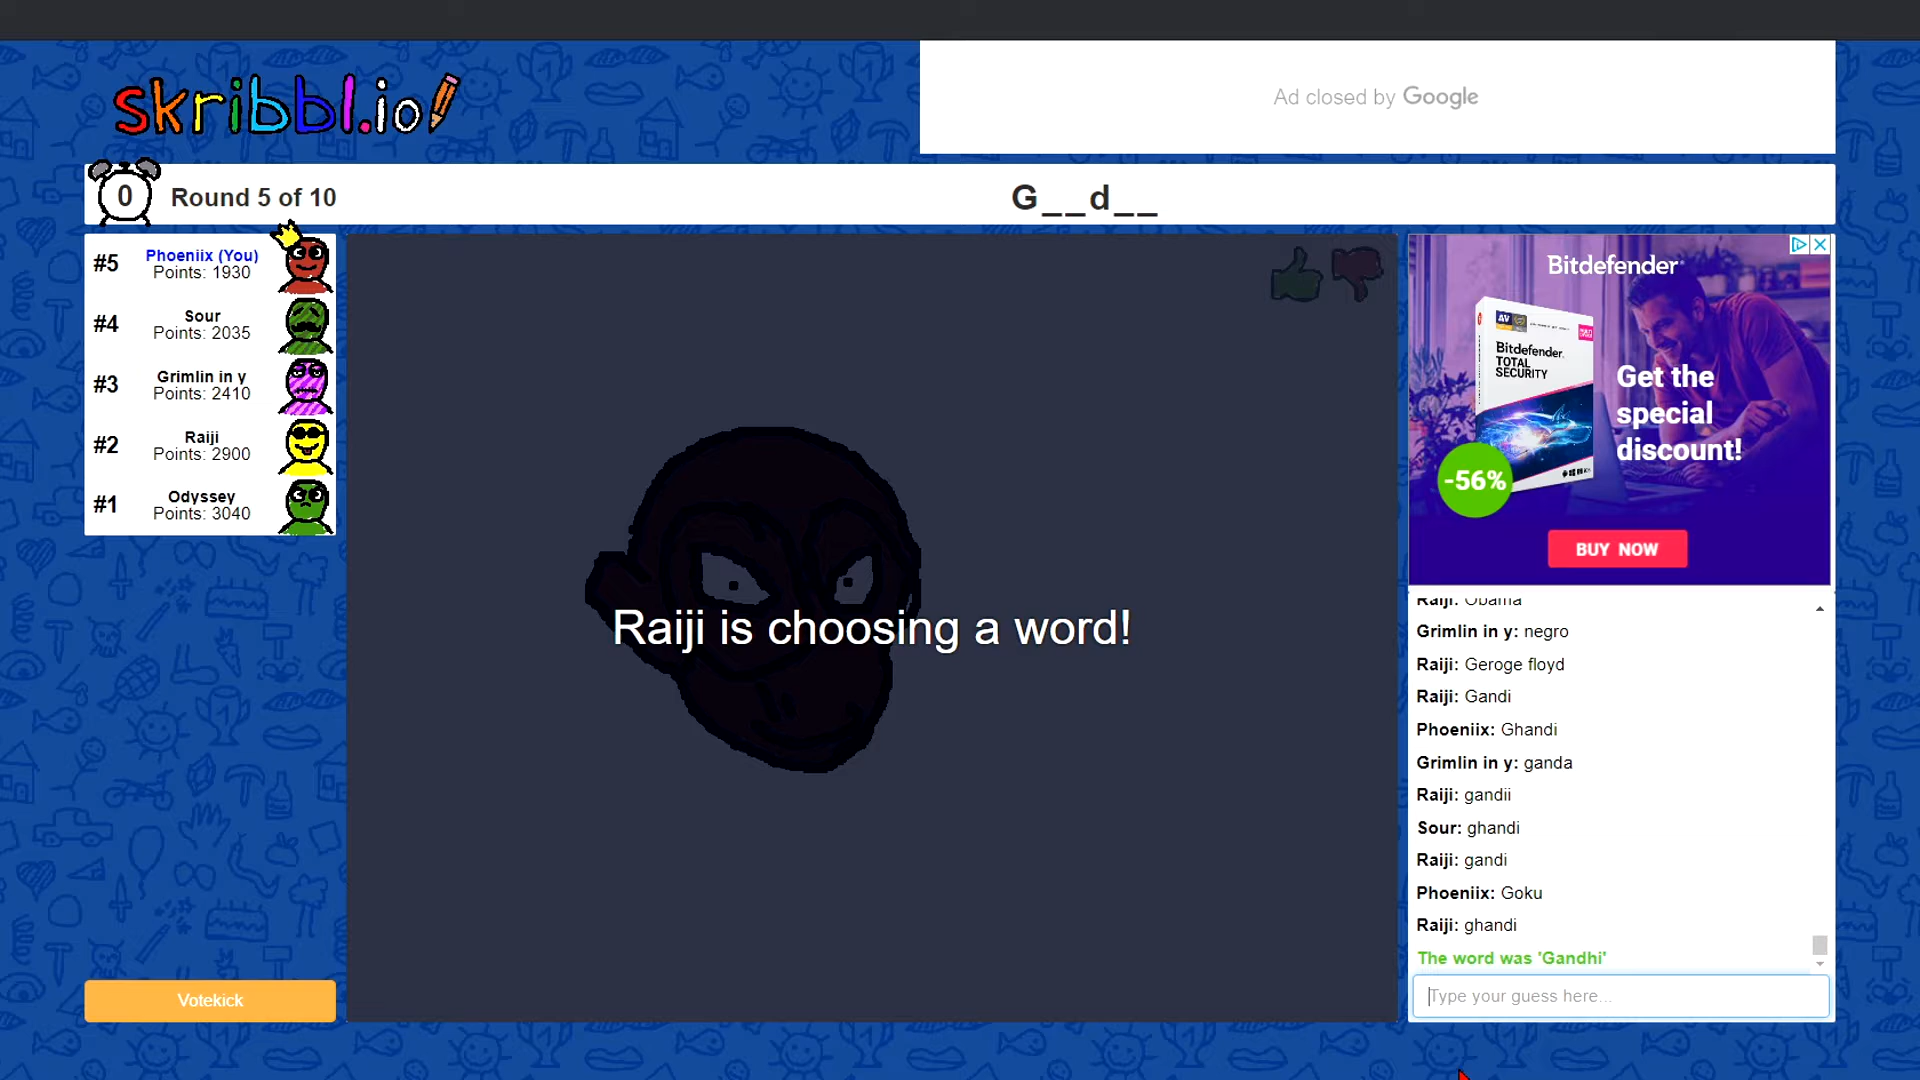 skribbl.io
Ad closed by Google
0
Round 5 of 10
G__d__
#5
Phoeniix (You)
Points: 1930
#4
Sour
Points: 2035
#3
Grimlin in y
Points: 2410
#2
Raiji
Points: 2900
#1
Odyssey
Points: 3040
Votekick
Raiji is choosing a word!
Bitdefender
Bitdefender
TOTAL
SECURITY
Get the
special
discount!
-56%
BUY NOW
Raiji: Obama
Grimlin in y: negro
Raiji: Geroge floyd
Raiji: Gandi
Phoeniix: Ghandi
Grimlin in y: ganda
Raiji: gandii
Sour: ghandi
Raiji: gandi
Phoeniix: Goku
Raiji: ghandi
The word was 'Gandhi'
Type your guess here...